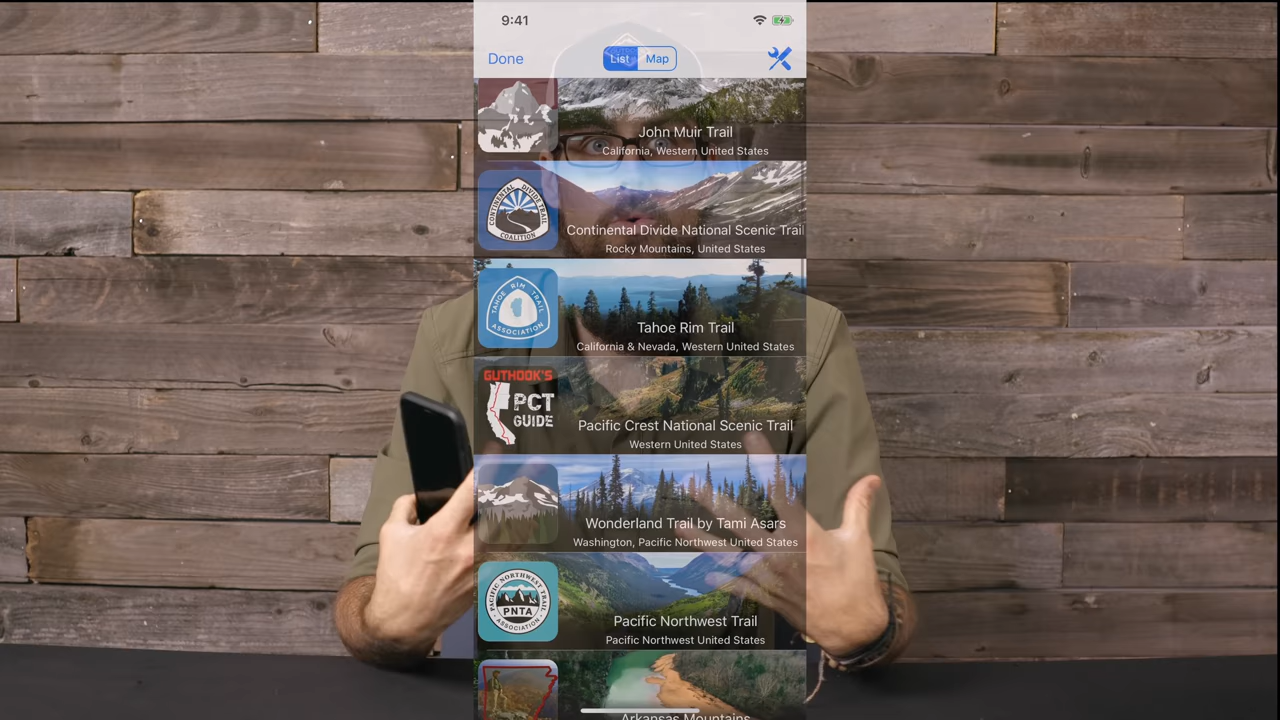 9:41
Done
List
Map
John Muir Trail
California, Western United States
CONTINENTAL DIVIDE TRAIL
COALITION
Continental Divide National Scenic Trail
Rocky Mountains, United States
TAHOE RIM TRAIL
ASSOCIATION
Tahoe Rim Trail
California & Nevada, Western United States
GUTHOOK'S
PCT
GUIDE
Pacific Crest National Scenic Trail
Western United States
Wonderland Trail by Tami Asars
Washington, Pacific Northwest United States
PACIFIC NORTHWEST TRAIL
PNTA
ASSOCIATION
Pacific Northwest Trail
Pacific Northwest United States
Arkansas Mountains